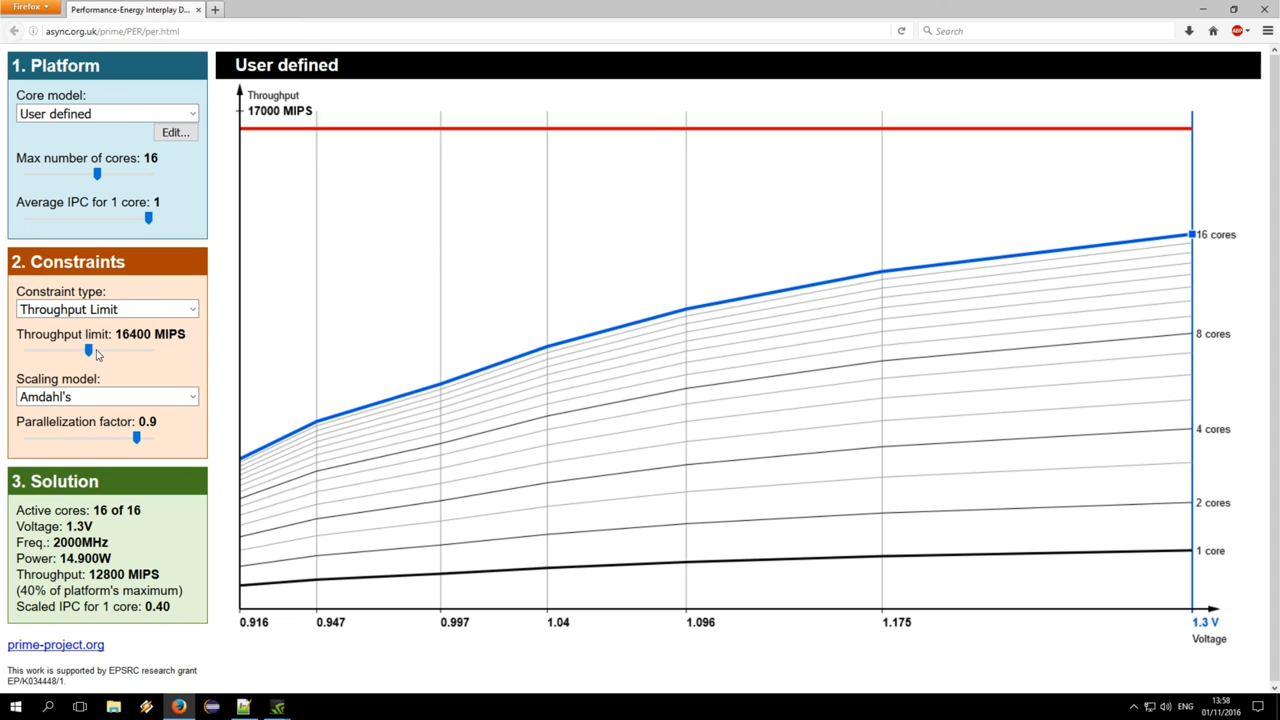 Firefox
Performance-Energy Interplay D...
async.org.uk/prime/PER/per.html
Search
ABP
1. Platform
Core model:
User defined
Edit...
Max number of cores: 16
Average IPC for 1 core: 1
2. Constraints
Constraint type:
Throughput Limit
Throughput limit: 16400 MIPS
Scaling model:
Amdahl's
Parallelization factor: 0.9
3. Solution
Active cores: 16 of 16
Voltage: 1.3V
Freq.: 2000MHz
Power: 14.900W
Throughput: 12800 MIPS
(40% of platform's maximum)
Scaled IPC for 1 core: 0.40
prime-project.org
This work is supported by EPSRC research grant
EP/K034448/1.
User defined
Throughput
17000 MIPS
16 cores
8 cores
4 cores
2 cores
1 core
0.916
0.947
0.997
1.04
1.096
1.175
1.3 V
Voltage
ENG
13:58
01/11/2016